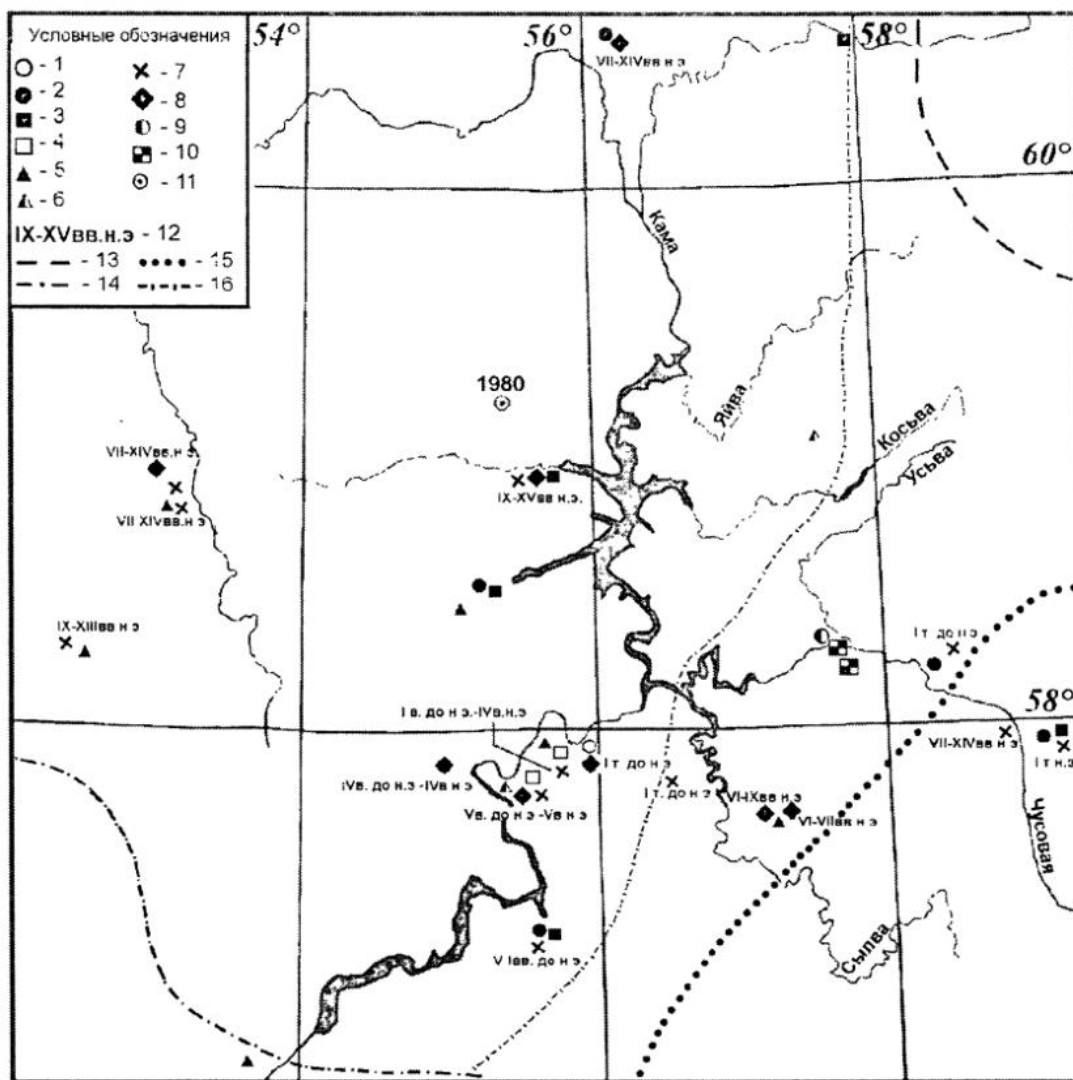 Условные обозначения
- 1
- 2
- 3
- 4
- 5
- 6
- 7
- 8
- 9
- 10
- 11
IX-XVвв.н.э - 12
- 13
- 14
- 15
- 16
54°
56°
58°
VII-XIVвв.н.э
60°
Кама
1980
Яйва
Косьва
Усьва
VII-XIVвв.н.э
VII XIVвв.н.э
IX-XVвв н.э.
IX-XIIIвв н э
I т до н э
58°
I в. до н э.-IVв.н.э
VII-XIVвв н э
I т н.э
I т до н э
IVв. до н.э -IVв н э
I т. до н э
VI-IXвв н э
Vв. до н э -Vв н э
VI-VIIвв н э
Чусовая
Сылва
V Iвв. до н э